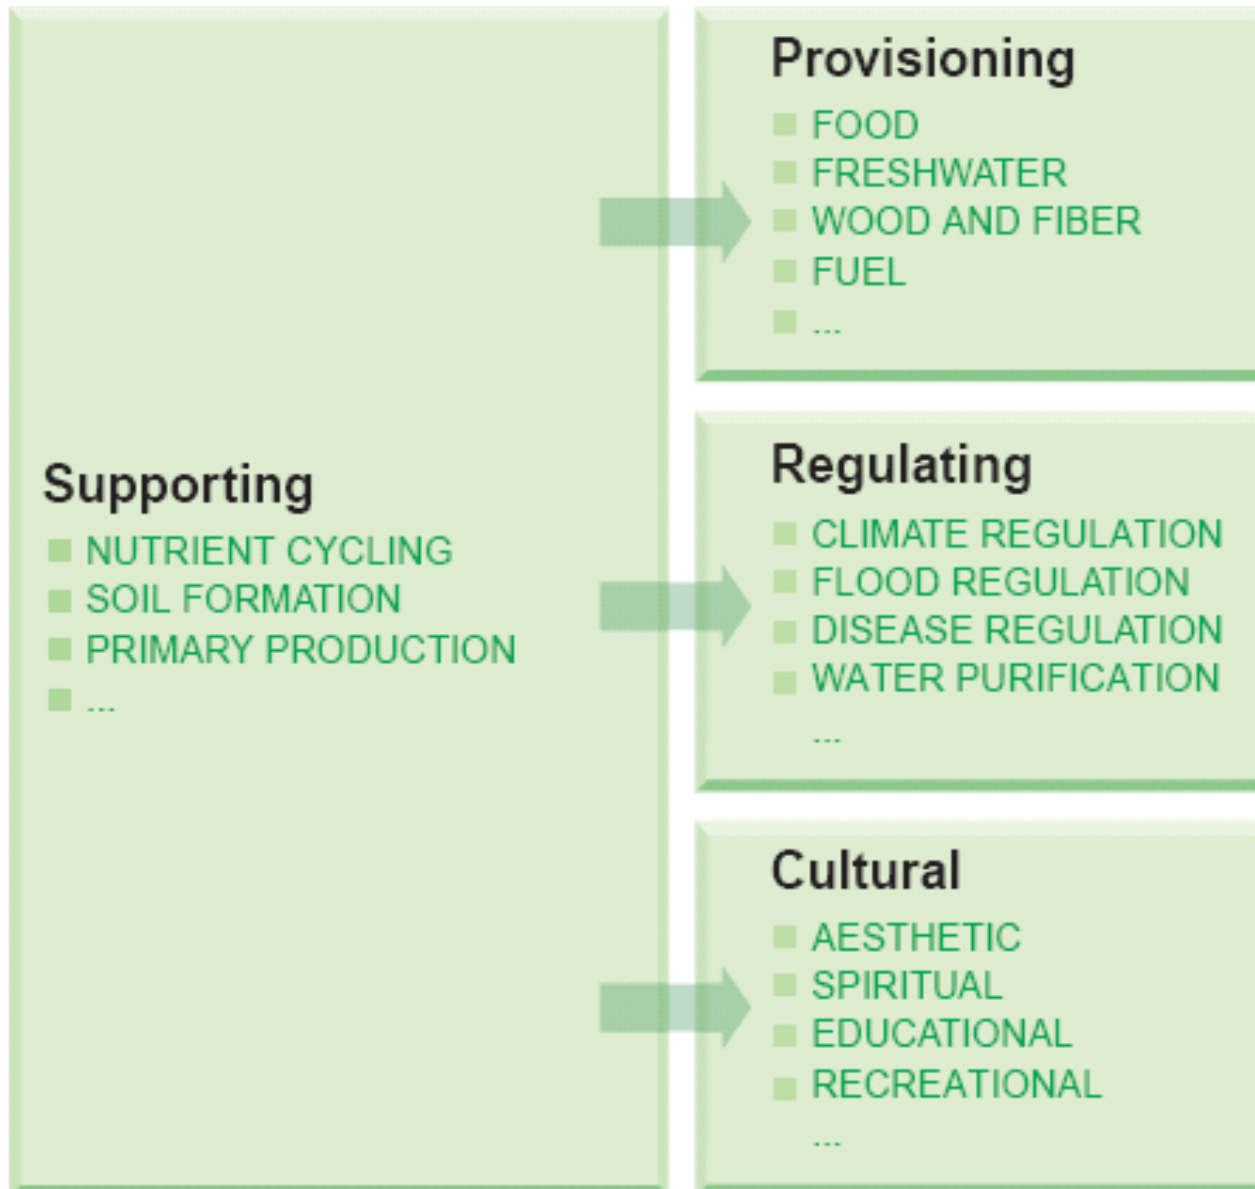 Supporting
NUTRIENT CYCLING
SOIL FORMATION
PRIMARY PRODUCTION
...
Provisioning
FOOD
FRESHWATER
WOOD AND FIBER
FUEL
...
Regulating
CLIMATE REGULATION
FLOOD REGULATION
DISEASE REGULATION
WATER PURIFICATION
...
Cultural
AESTHETIC
SPIRITUAL
EDUCATIONAL
RECREATIONAL
...